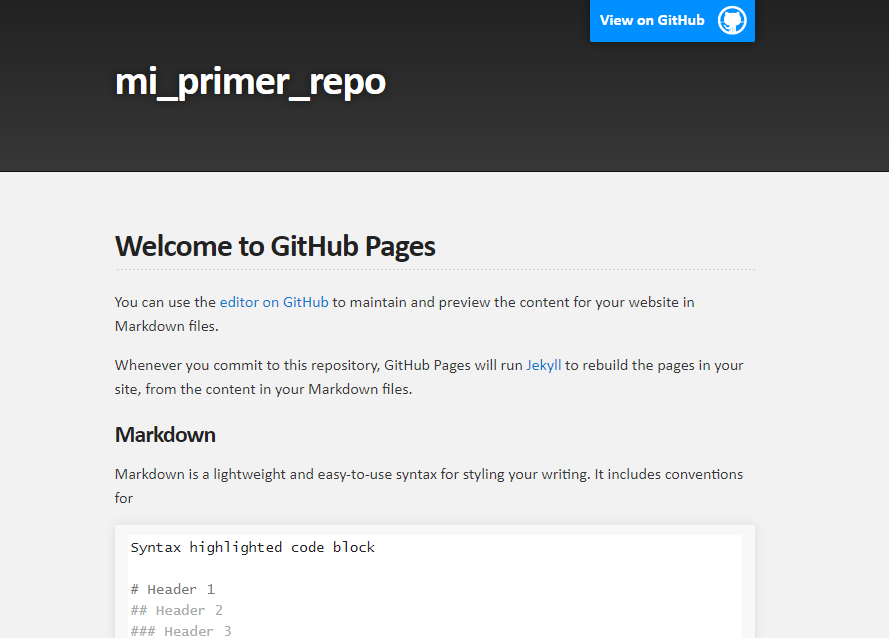 View on GitHub
mi_primer_repo
Welcome to GitHub Pages
You can use the editor on GitHub to maintain and preview the content for your website in
Markdown files.
Whenever you commit to this repository, GitHub Pages will run Jekyll to rebuild the pages in your
site, from the content in your Markdown files.
Markdown
Markdown is a lightweight and easy-to-use syntax for styling your writing. It includes conventions
for
Syntax highlighted code block
# Header 1
## Header 2
### Header 3